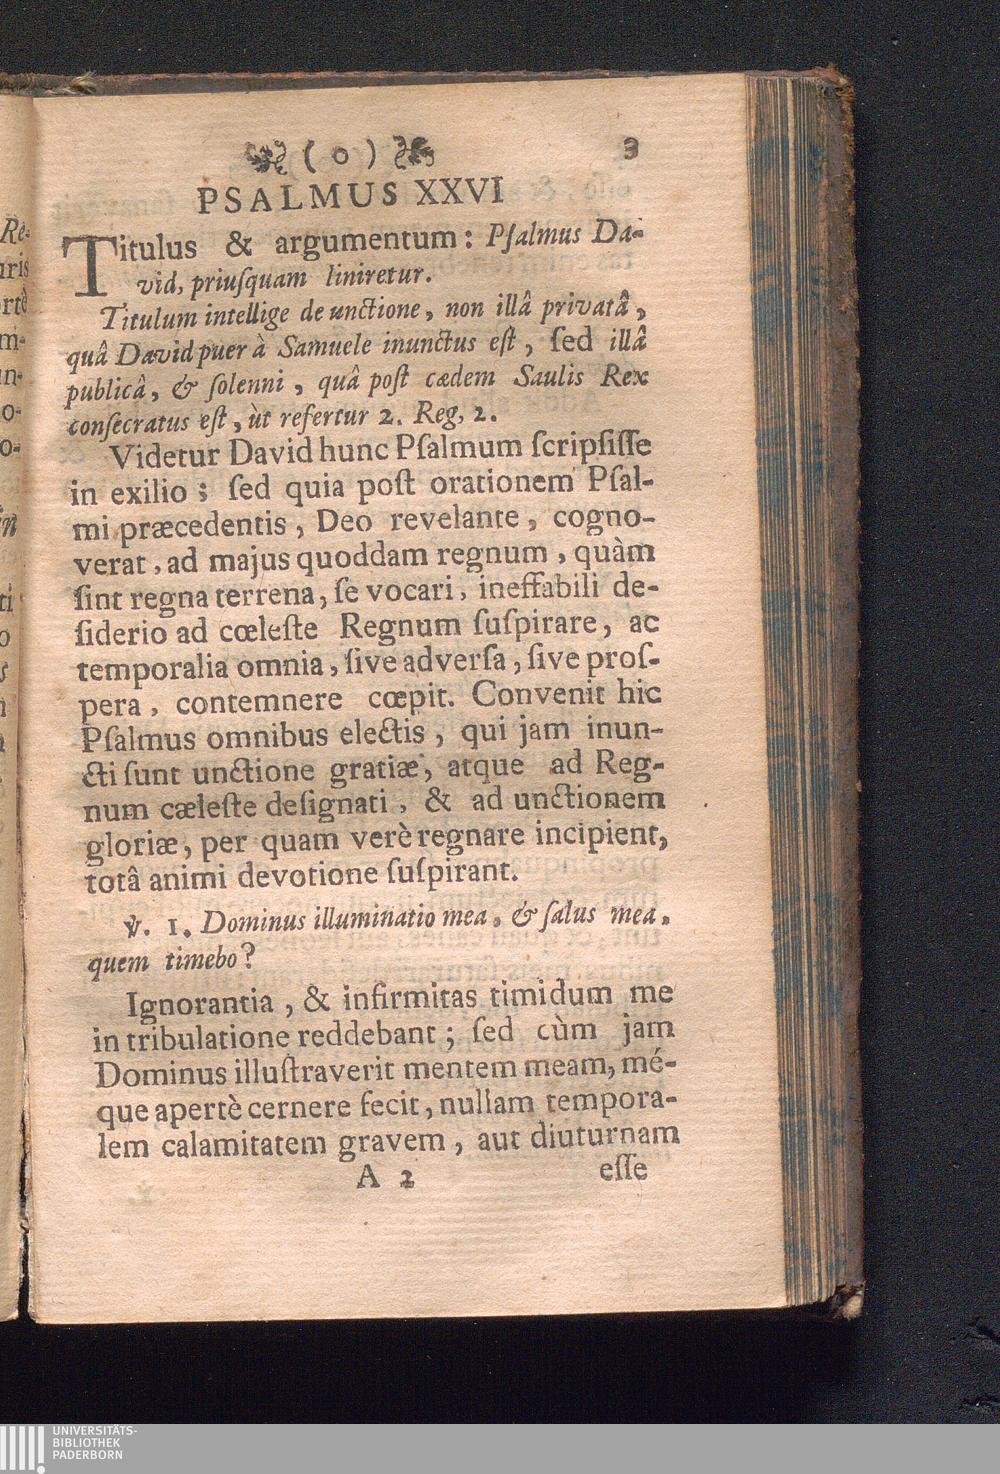 ( o ) 3
PSALMUS XXVI
Titulus & argumentum: Pſalmus Da-
vid, priuſquam liniretur.
Titulum intellige de unctione, non illâ privatâ,
quâ David puer à Samuele inunctus eſt, ſed illâ
publicâ, & ſolenni, quâ poſt cædem Saulis Rex
conſecratus eſt, ùt refertur 2. Reg, 2.
Videtur David hunc Pſalmum ſcripſiſſe
in exilio; ſed quia poſt orationem Pſal-
mi præcedentis, Deo revelante, cogno-
verat, ad majus quoddam regnum, quàm
ſint regna terrena, ſe vocari, ineffabili de-
ſiderio ad cœleſte Regnum ſuſpirare, ac
temporalia omnia, ſive adverſa, ſive proſ-
pera, contemnere cœpit. Convenit hic
Pſalmus omnibus electis, qui jam inun-
cti ſunt unctione gratiæ, atque ad Reg-
num cæleſte deſignati, & ad unctionem
gloriæ, per quam verè regnare incipient,
totâ animi devotione ſuſpirant.
℣. 1. Dominus illuminatio mea, & ſalus mea,
quem timebo?
Ignorantia, & infirmitas timidum me
in tribulatione reddebant; ſed cùm jam
Dominus illuſtraverit mentem meam, mé-
que apertè cernere fecit, nullam tempora-
lem calamitatem gravem, aut diuturnam
A 2 eſſe
UNIVERSITÄTS-
BIBLIOTHEK
PADERBORN